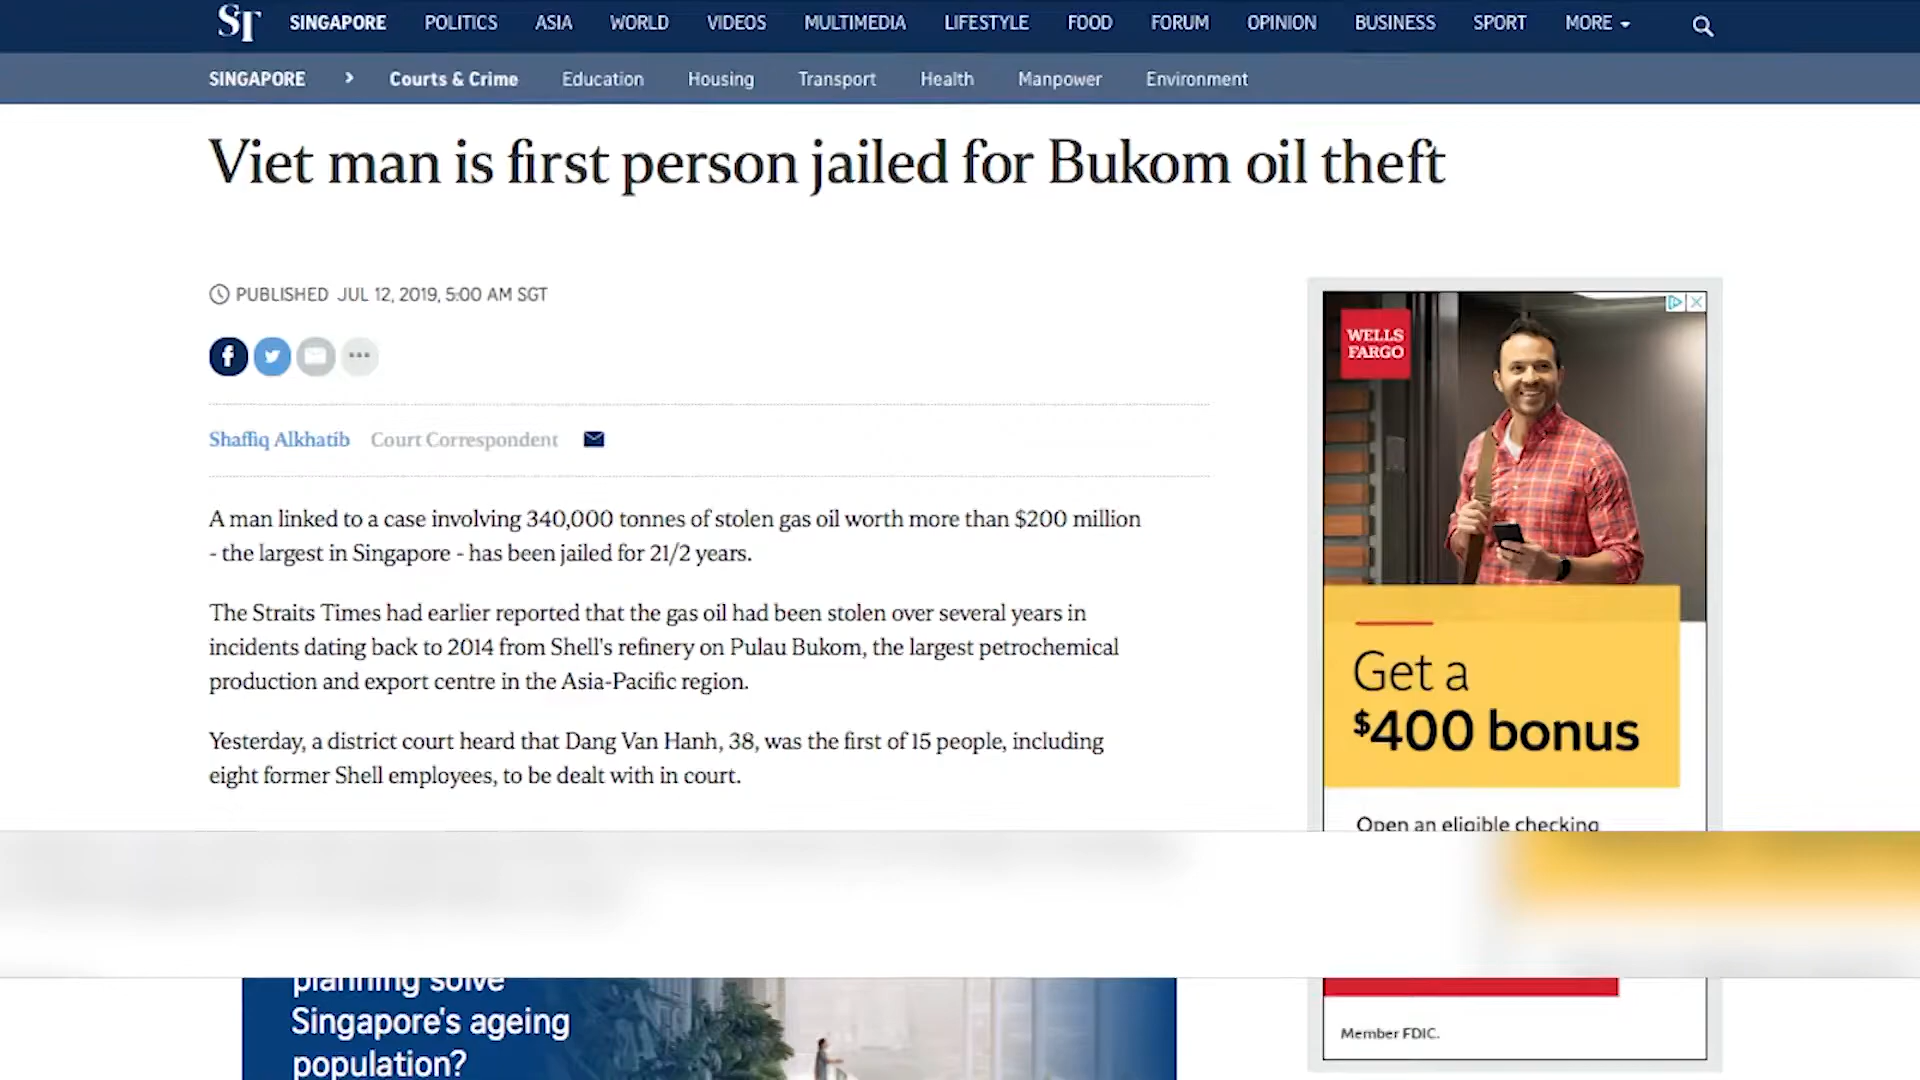 ST SINGAPORE POLITICS ASIA WORLD VIDEOS MULTIMEDIA LIFESTYLE FOOD FORUM OPINION BUSINESS SPORT MORE
SINGAPORE > Courts & Crime Education Housing Transport Health Manpower Environment
Viet man is first person jailed for Bukom oil theft
PUBLISHED JUL 12, 2019, 5:00 AM SGT
Shaffiq Alkhatib Court Correspondent
A man linked to a case involving 340,000 tonnes of stolen gas oil worth more than $200 million
- the largest in Singapore - has been jailed for 21/2 years.
The Straits Times had earlier reported that the gas oil had been stolen over several years in
incidents dating back to 2014 from Shell's refinery on Pulau Bukom, the largest petrochemical
production and export centre in the Asia-Pacific region.
Yesterday, a district court heard that Dang Van Hanh, 38, was the first of 15 people, including
eight former Shell employees, to be dealt with in court.
planning solve
Singapore's ageing
population?
WELLS
FARGO
Get a
$400 bonus
Open an eligible checking
Member FDIC.